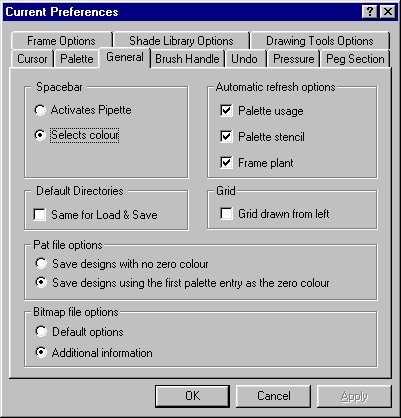 Current Preferences
Frame Options Shade Library Options Drawing Tools Options
Cursor Palette General Brush Handle Undo Pressure Peg Section
Spacebar Automatic refresh options
Activates Pipette Palette usage
Selects colour Palette stencil
Frame plant
Default Directories Grid
Same for Load & Save Grid drawn from left
Pat file options
Save designs with no zero colour
Save designs using the first palette entry as the zero colour
Bitmap file options
Default options
Additional information
OK Cancel Apply